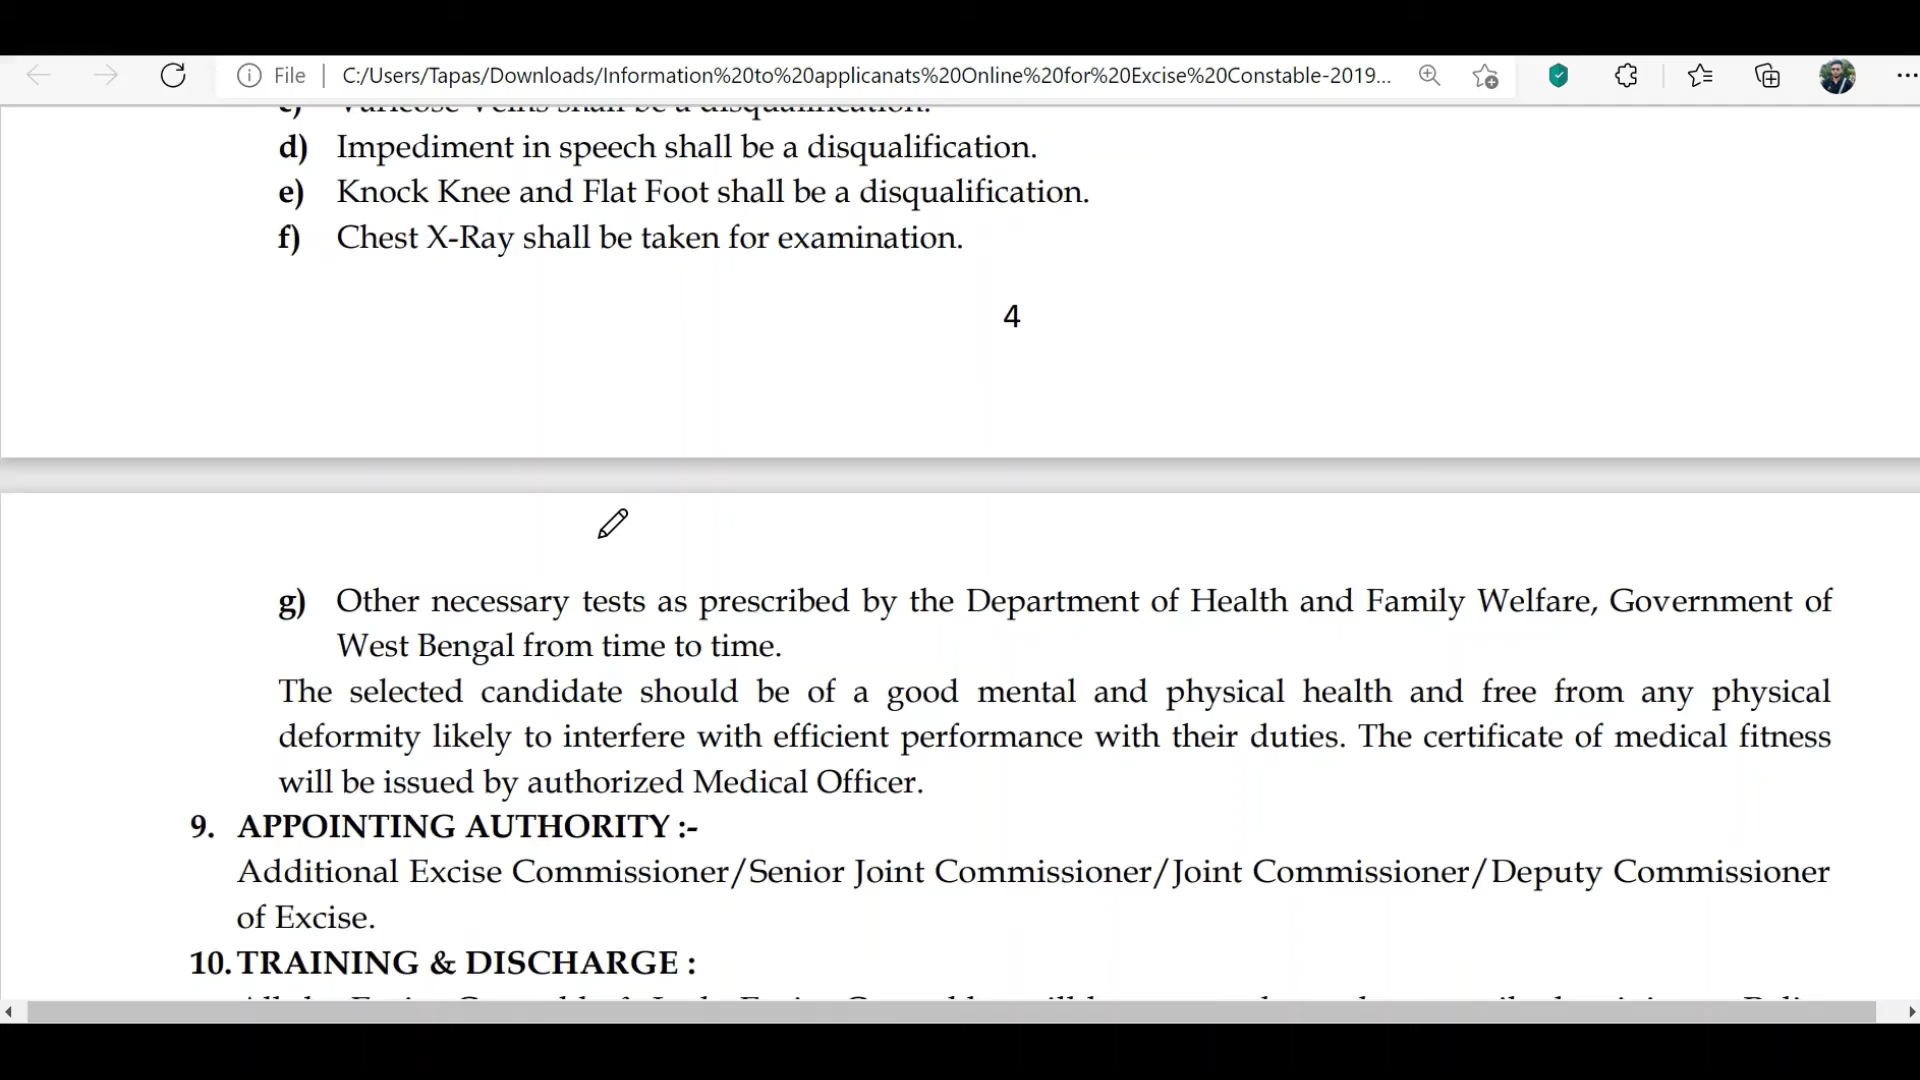 File
C:/Users/Tapas/Downloads/Information%20to%20applicanats%20Online%20for%20Excise%20Constable-2019...
Varicose Veins shall be a disqualification.
d) Impediment in speech shall be a disqualification.
e) Knock Knee and Flat Foot shall be a disqualification.
f) Chest X-Ray shall be taken for examination.
4
g) Other necessary tests as prescribed by the Department of Health and Family Welfare, Government of
West Bengal from time to time.
The selected candidate should be of a good mental and physical health and free from any physical
deformity likely to interfere with efficient performance with their duties. The certificate of medical fitness
will be issued by authorized Medical Officer.
9. APPOINTING AUTHORITY :-
Additional Excise Commissioner/Senior Joint Commissioner/Joint Commissioner/Deputy Commissioner
of Excise.
10. TRAINING & DISCHARGE :